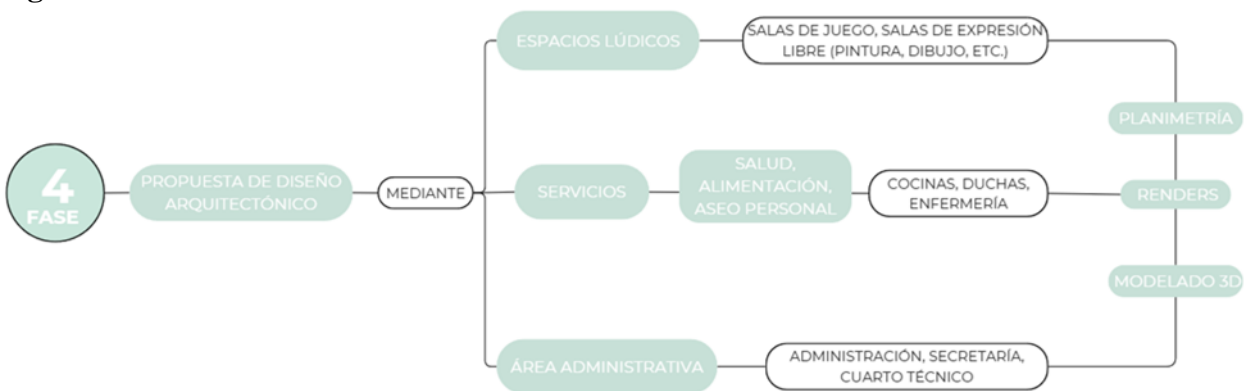 4
FASE
PROPUESTA DE DISEÑO
ARQUITECTÓNICO
MEDIANTE
ESPACIOS LÚDICOS
SALAS DE JUEGO, SALAS DE EXPRESIÓN
LIBRE (PINTURA, DIBUJO, ETC.)
SERVICIOS
SALUD,
ALIMENTACIÓN,
ASEO PERSONAL
COCINAS, DUCHAS,
ENFERMERÍA
ÁREA ADMINISTRATIVA
ADMINISTRACIÓN, SECRETARÍA,
CUARTO TÉCNICO
PLANIMETRÍA
RENDERS
MODELADO 3D